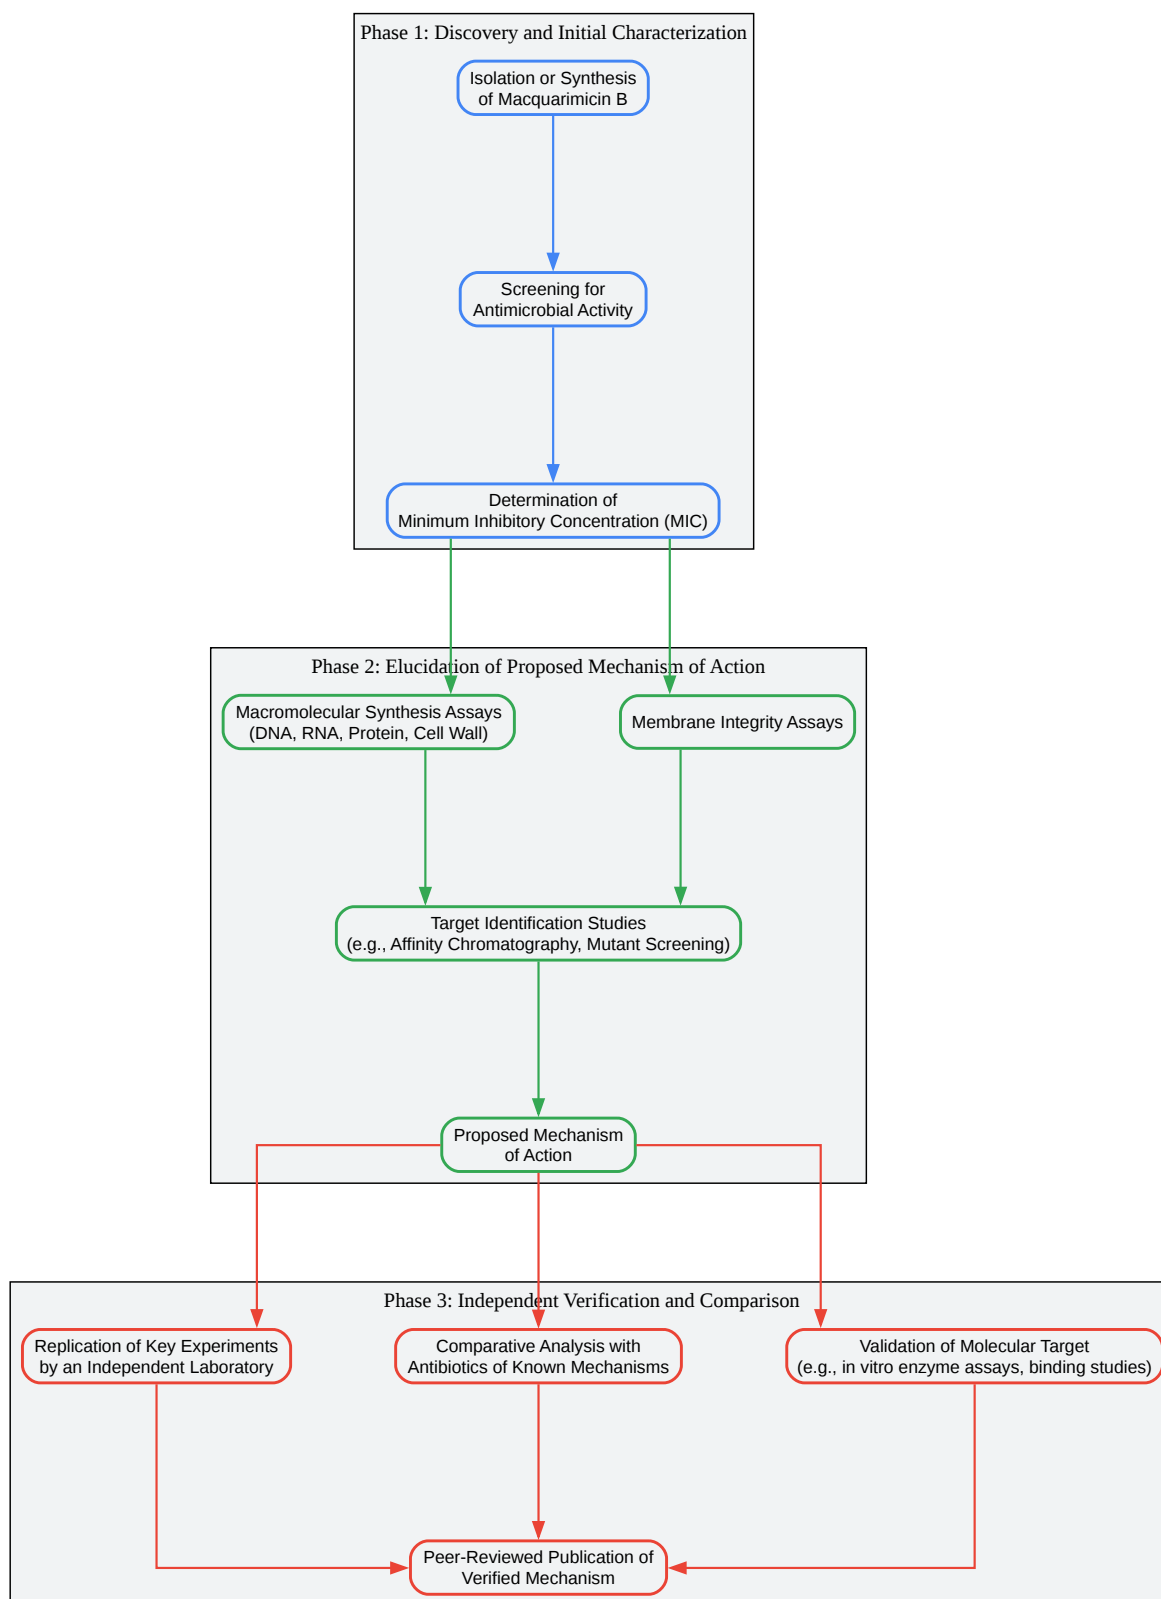 Phase 1: Discovery and Initial Characterization
Isolation or Synthesis
of Macquarimicin B
Screening for
Antimicrobial Activity
Determination of
Minimum Inhibitory Concentration (MIC)
Phase 2: Elucidation of Proposed Mechanism of Action
Macromolecular Synthesis Assays
(DNA, RNA, Protein, Cell Wall)
Membrane Integrity Assays
Target Identification Studies
(e.g., Affinity Chromatography, Mutant Screening)
Proposed Mechanism
of Action
Phase 3: Independent Verification and Comparison
Replication of Key Experiments
by an Independent Laboratory
Comparative Analysis with
Antibiotics of Known Mechanisms
Validation of Molecular Target
(e.g., in vitro enzyme assays, binding studies)
Peer-Reviewed Publication of
Verified Mechanism